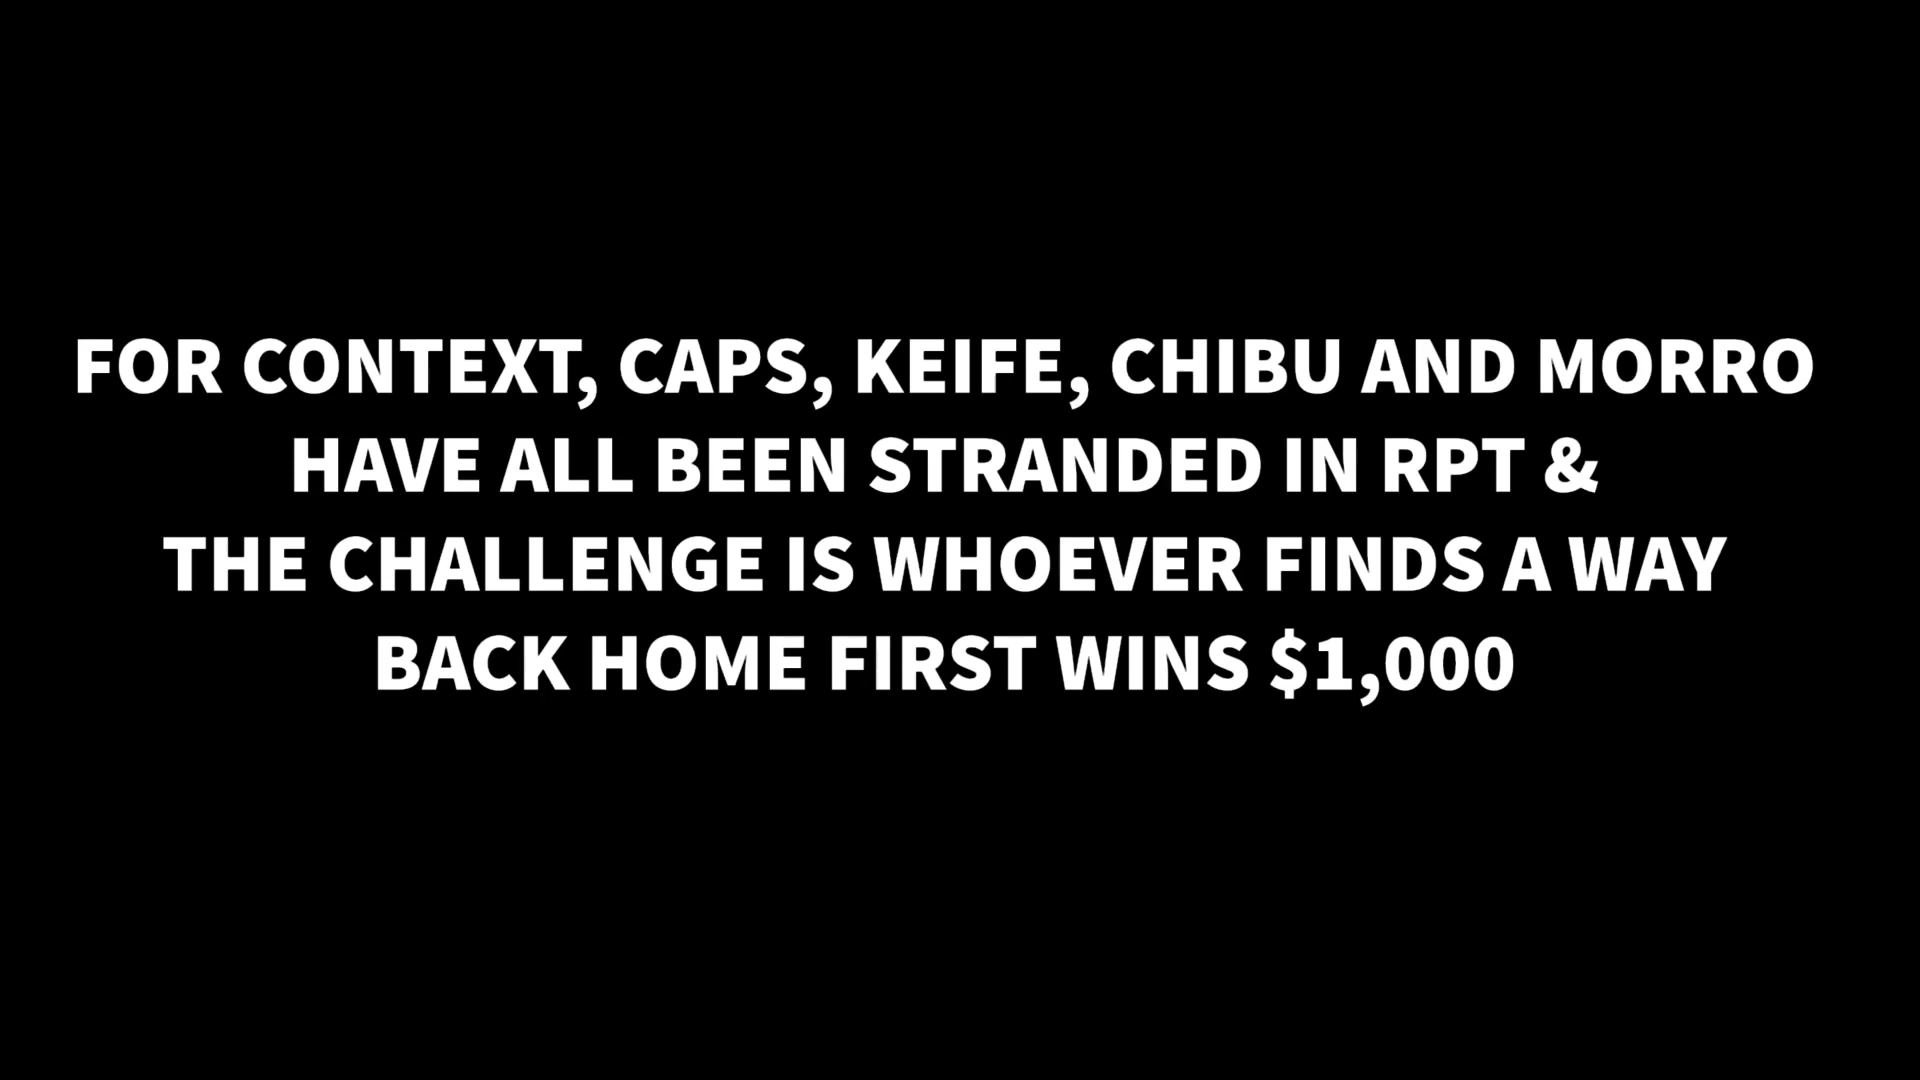 FOR CONTEXT, CAPS, KEIFE, CHIBU AND MORRO
HAVE ALL BEEN STRANDED IN RPT &
THE CHALLENGE IS WHOEVER FINDS A WAY
BACK HOME FIRST WINS $1,000